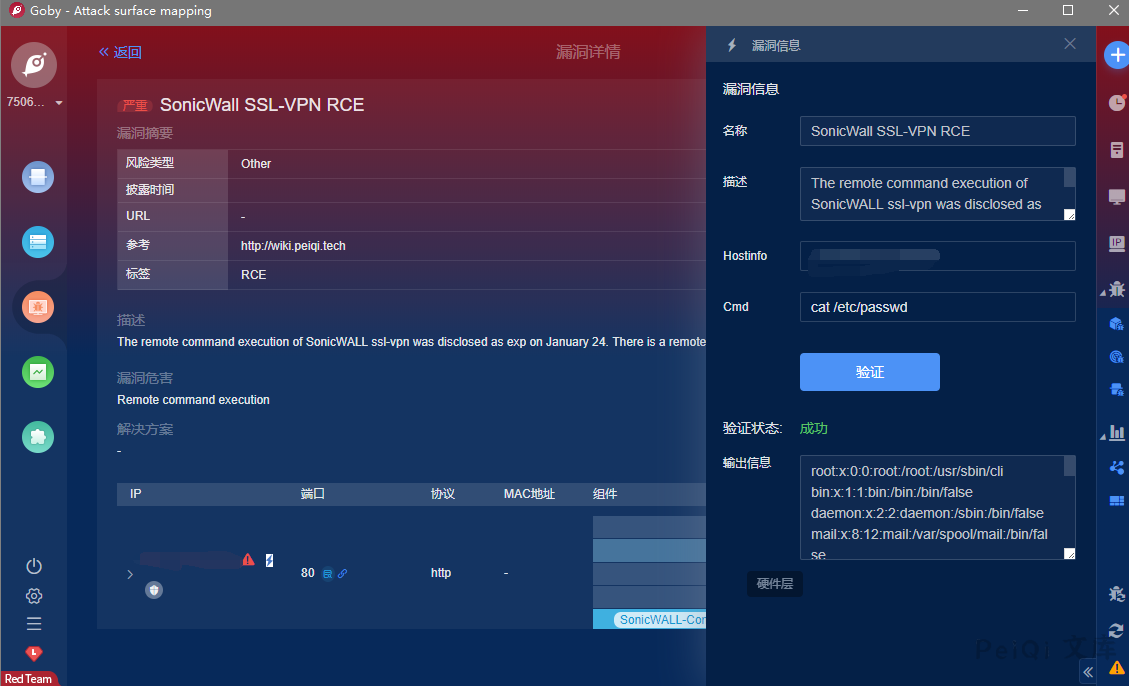 Goby - Attack surface mapping
7506...
Red Team
返回
漏洞详情
严重 SonicWall SSL-VPN RCE
漏洞摘要
风险类型 Other
披露时间
URL -
参考 http://wiki.peiqi.tech
标签 RCE
描述
The remote command execution of SonicWALL ssl-vpn was disclosed as exp on January 24. There is a remote
漏洞危害
Remote command execution
解决方案
-
IP 端口 协议 MAC地址 组件
80 http -
SonicWALL-Con
漏洞信息
漏洞信息
名称 SonicWall SSL-VPN RCE
描述 The remote command execution of
SonicWALL ssl-vpn was disclosed as
Hostinfo
Cmd cat /etc/passwd
验证
验证状态: 成功
输出信息 root:x:0:0:root:/root:/usr/sbin/cli
bin:x:1:1:bin:/bin:/bin/false
daemon:x:2:2:daemon:/sbin:/bin/false
mail:x:8:12:mail:/var/spool/mail:/bin/fal
se
硬件层
IP
PeiQi 文库